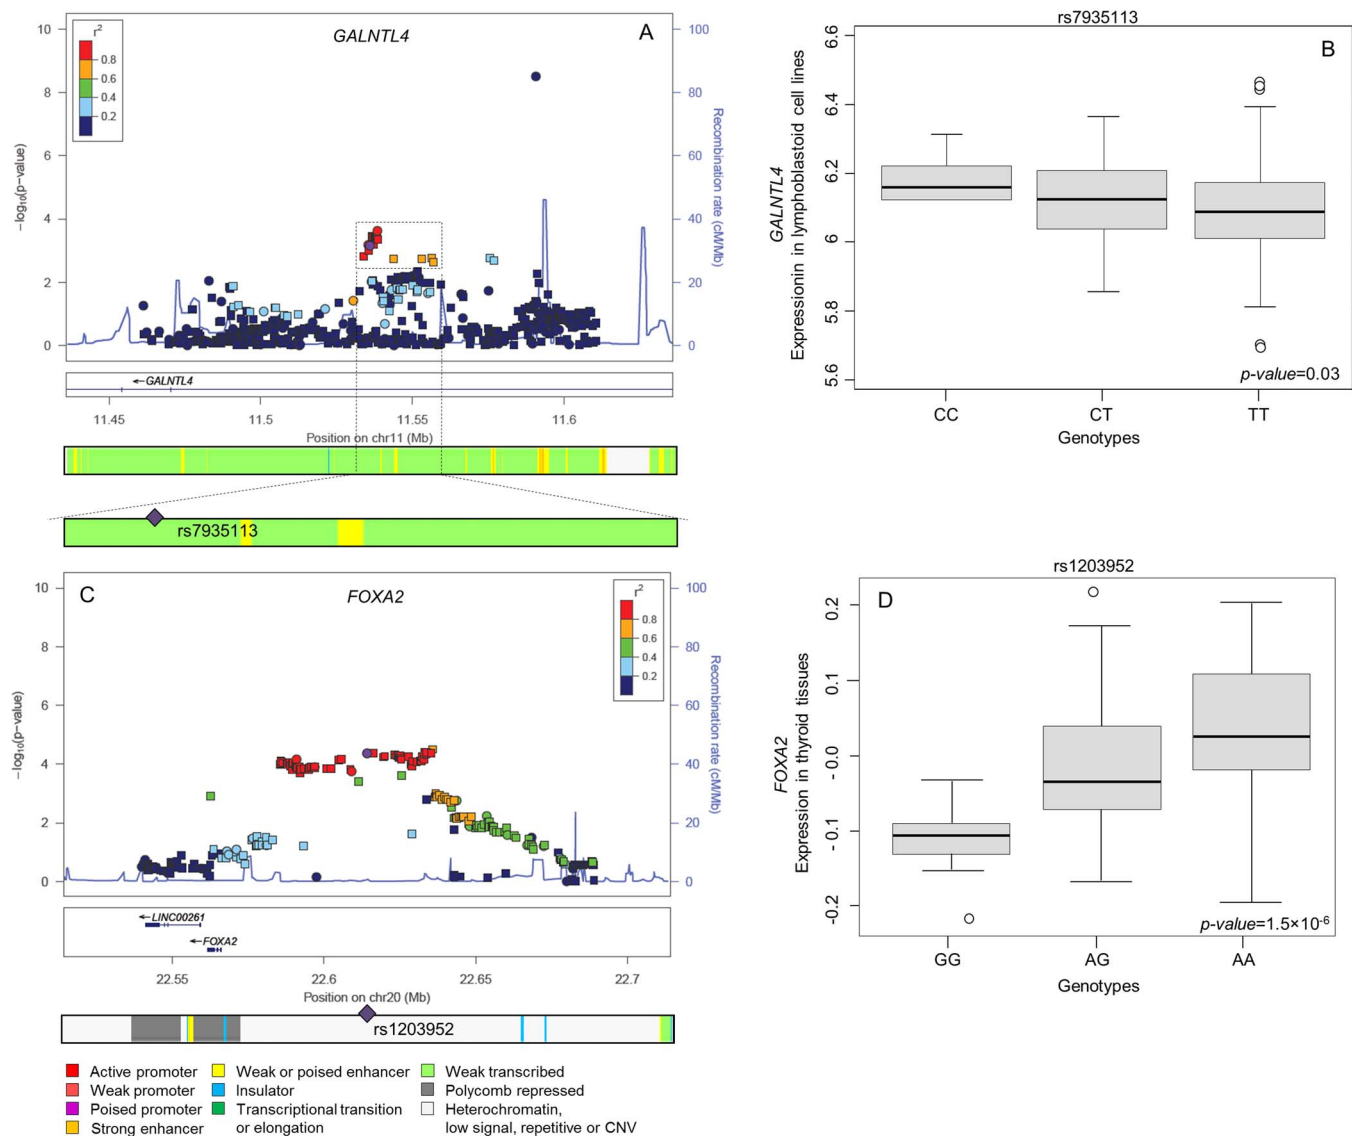 A
GALNTL4
r2
0.8
0.6
0.4
0.2
10
8
6
4
2
0
−log10(p-value)
100
80
60
40
20
0
Recombination rate (cM/Mb)
←GALNTL4
11.45 11.5 11.55 11.6
Position on chr11 (Mb)
rs7935113
rs7935113
B
GALNTL4
Expressionin in lymphoblastoid cell lines
6.6
6.4
6.2
6
5.8
5.6
p-value=0.03
CC CT TT
Genotypes
C
FOXA2
r2
0.8
0.6
0.4
0.2
10
8
6
4
2
0
−log10(p-value)
100
80
60
40
20
0
Recombination rate (cM/Mb)
←LINC00261
←FOXA2
22.55 22.6 22.65 22.7
Position on chr20 (Mb)
rs1203952
rs1203952
D
FOXA2
Expression in thyroid tissues
0.2
0.1
- 0.0
-0.1
-0.2
p-value=1.5×10-6
GG AG AA
Genotypes
Active promoter
Weak promoter
Poised promoter
Strong enhancer
Weak or poised enhancer
Insulator
Transcriptional transition
or elongation
Weak transcribed
Polycomb repressed
Heterochromatin,
low signal, repetitive or CNV